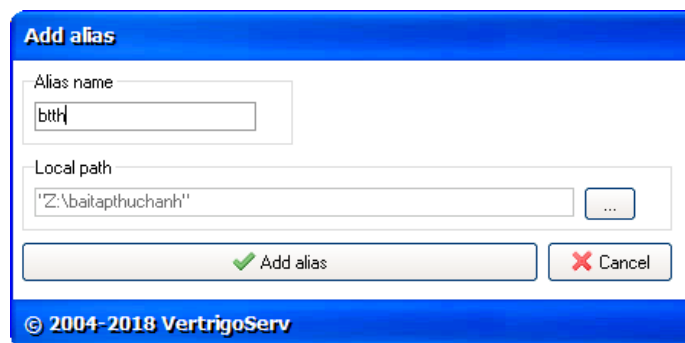 Add alias
Alias name
btth
Local path
"Z:\baitapthuchanh"
...
Add alias
Cancel
© 2004-2018 VertrigoServ